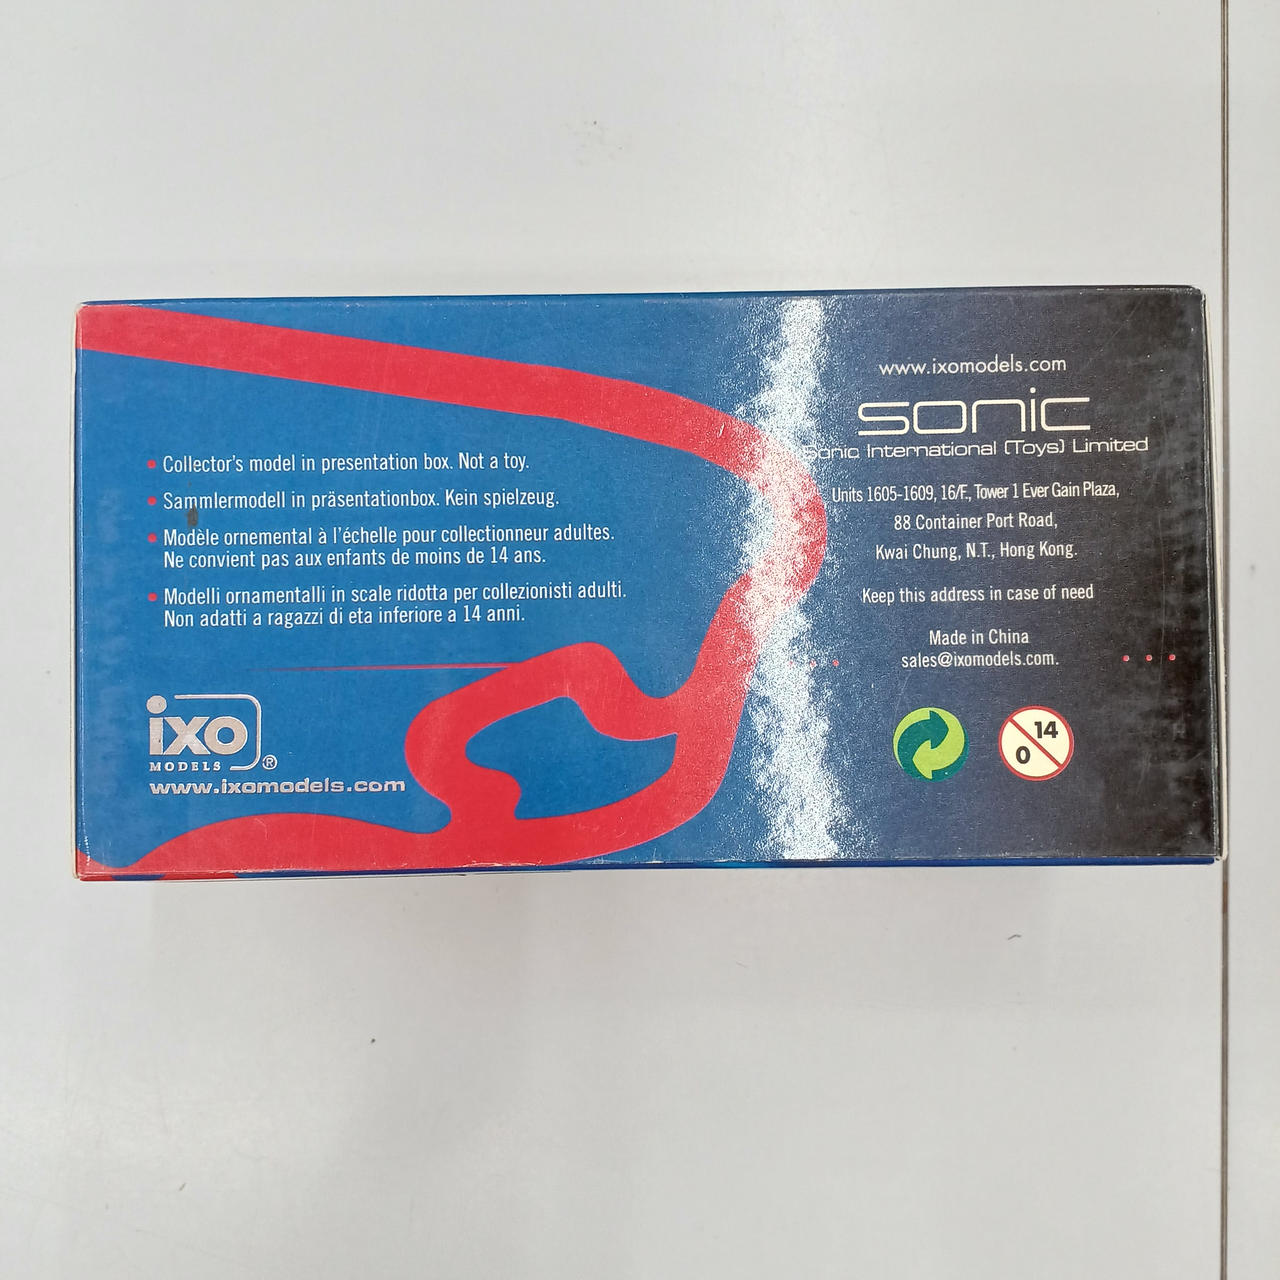 • Collector's model in presentation box. Not a toy.
• Sammlermodell in präsentationbox. Kein spielzeug.
• Modèle ornemental à l'échelle pour collectionneur adultes.
Ne convient pas aux enfants de moins de 14 ans.
• Modelli ornamentalli in scale ridotta per collezionisti adulti.
Non adatti a ragazzi di eta inferiore a 14 anni.
ixo
MODELS ®
www.ixomodels.com
www.ixomodels.com
sonic
Sonic International (Toys) Limited
Units 1605-1609, 16/F., Tower 1 Ever Gain Plaza,
88 Container Port Road,
Kwai Chung, N.T., Hong Kong.
Keep this address in case of need
Made in China
sales@ixomodels.com.
14
0